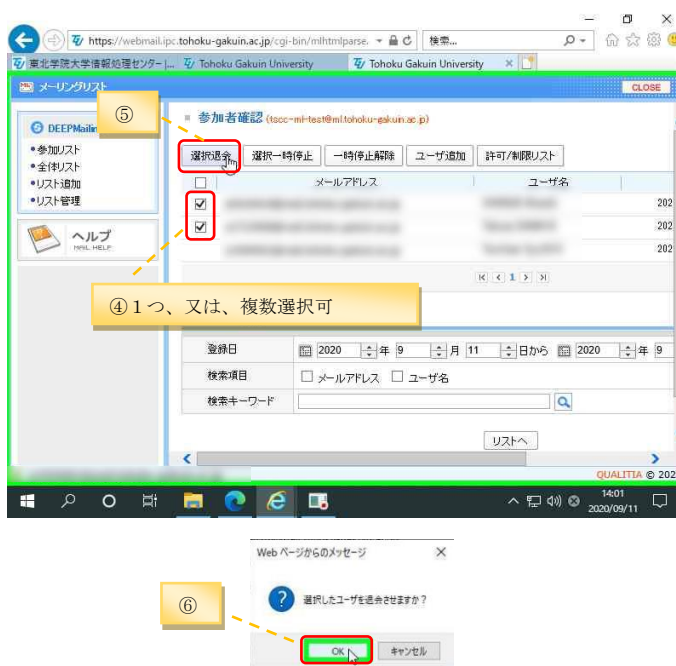 https://webmail.ipc.tohoku-gakuin.ac.jp/cgi-bin/mlhtmlparse. 検索...
東北学院大学情報処理センター |... Tohoku Gakuin University Tohoku Gakuin University
メーリングリスト CLOSE
⑤
DEEPMailin
参加者確認 (tscc-ml-test@ml.tohoku-gakuin.ac.jp)
•参加リスト
•全体リスト
•リスト追加
•リスト管理
選択退会 選択一時停止 一時停止解除 ユーザ追加 許可/制限リスト
メールアドレス ユーザ名
202
202
202
ヘルプ
MAIL HELP
1
④１つ、又は、複数選択可
登録日 2020 年 9 月 11 日から 2020 年 9
検索項目 メールアドレス ユーザ名
検索キーワード
リストへ
QUALITIA © 202
14:01
2020/09/11
Web ページからのメッセージ
⑥
選択したユーザを退会させますか？
OK キャンセル